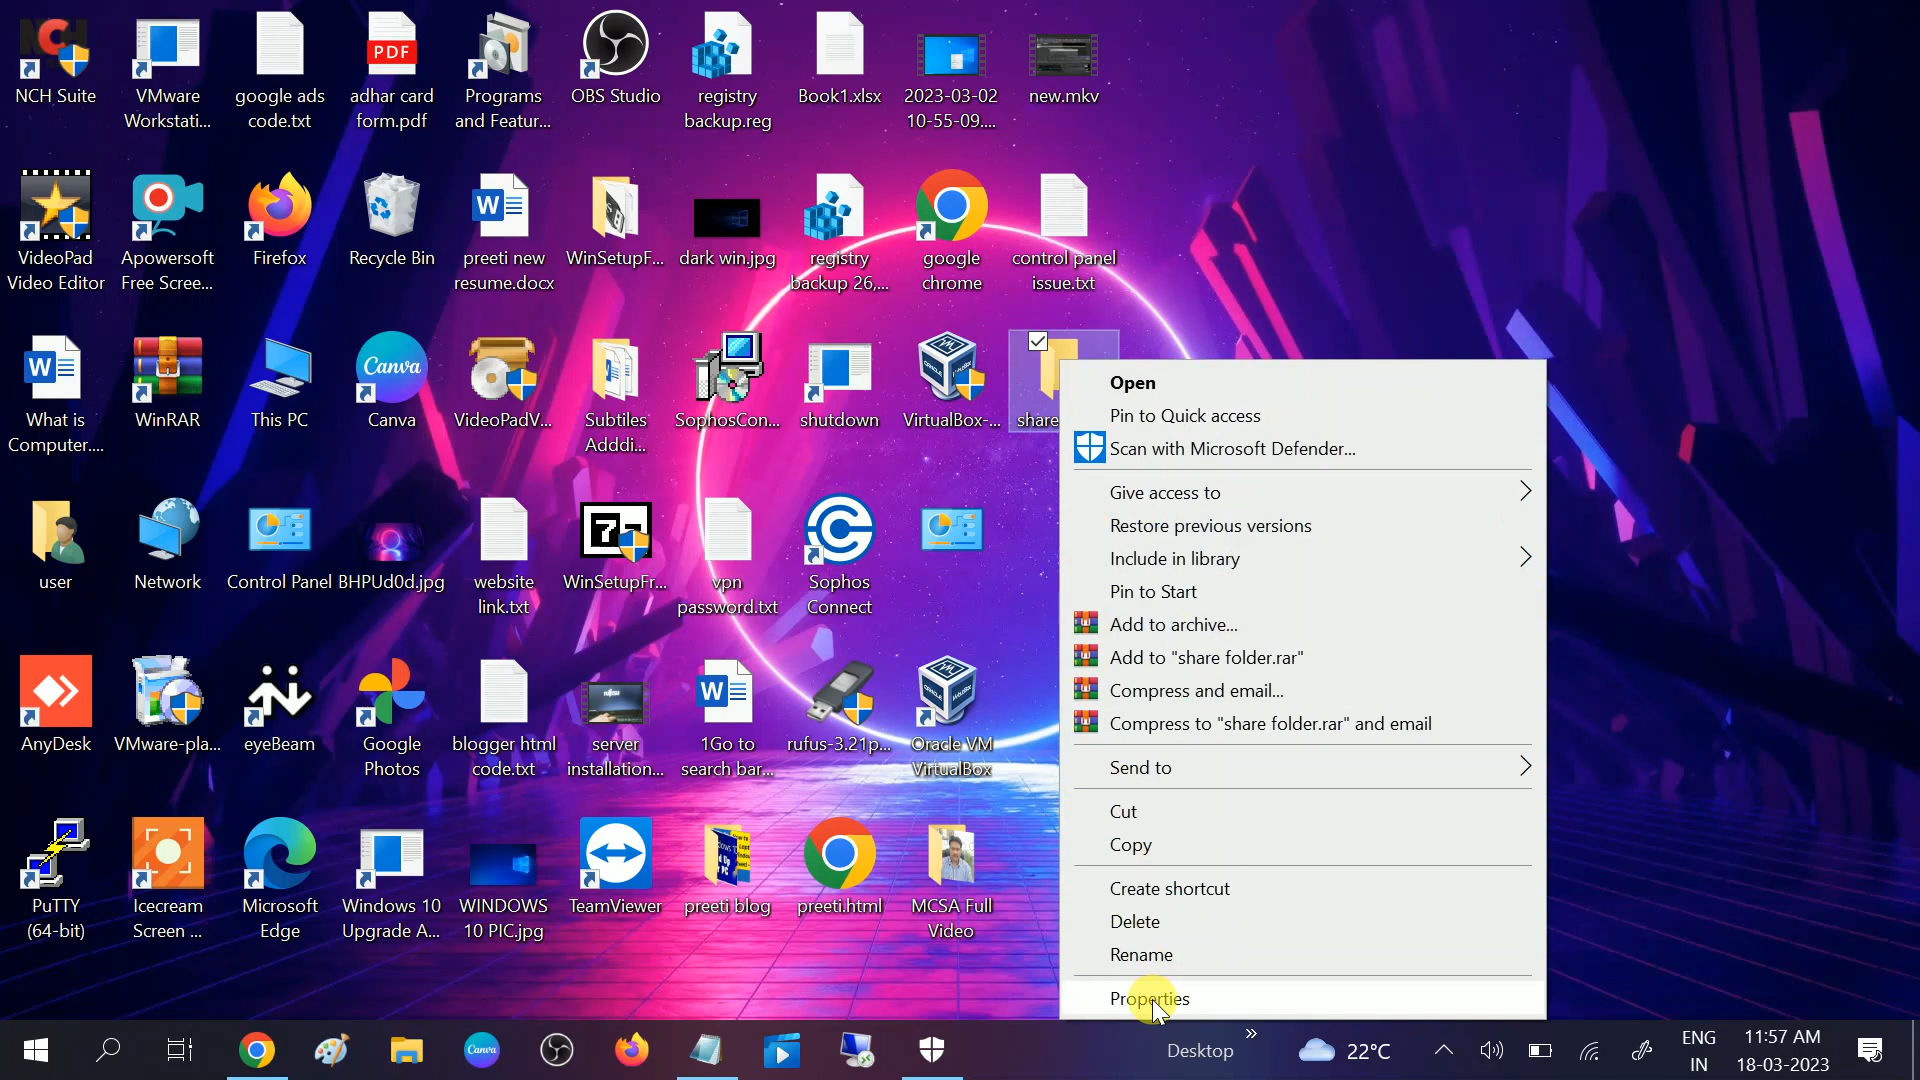 NCH Suite
VMware
Workstati...
google ads
code.txt
adhar card
form.pdf
PDF
Programs
and Featur...
OBS Studio
registry
backup.reg
Book1.xlsx
2023-03-02
10-55-09....
new.mkv
VideoPad
Video Editor
Apowersoft
Free Scree...
Firefox
Recycle Bin
W
preeti new
resume.docx
WinSetupF...
dark win.jpg
registry
backup 26,...
google
chrome
control panel
issue.txt
W
What is
Computer....
WinRAR
This PC
Canva
Canva
VideoPadV...
Subtiles
Adddi...
SophosCon...
shutdown
VirtualBox-...
share
user
Network
Control Panel
BHPUd0d.jpg
website
link.txt
WinSetupFr...
vpn
password.txt
Sophos
Connect
AnyDesk
VMware-pla...
eyeBeam
Google
Photos
blogger html
code.txt
server
installation...
W
1Go to
search bar...
rufus-3.21p...
Oracle VM
VirtualBox
PuTTY
(64-bit)
Icecream
Screen ...
Microsoft
Edge
Windows 10
Upgrade A...
WINDOWS
10 PIC.jpg
TeamViewer
preeti blog
preeti.html
MCSA Full
Video
Open
Pin to Quick access
Scan with Microsoft Defender...
Give access to
Restore previous versions
Include in library
Pin to Start
Add to archive...
Add to "share folder.rar"
Compress and email...
Compress to "share folder.rar" and email
Send to
Cut
Copy
Create shortcut
Delete
Rename
Properties
Canva
Desktop
22°C
ENG
IN
11:57 AM
18-03-2023